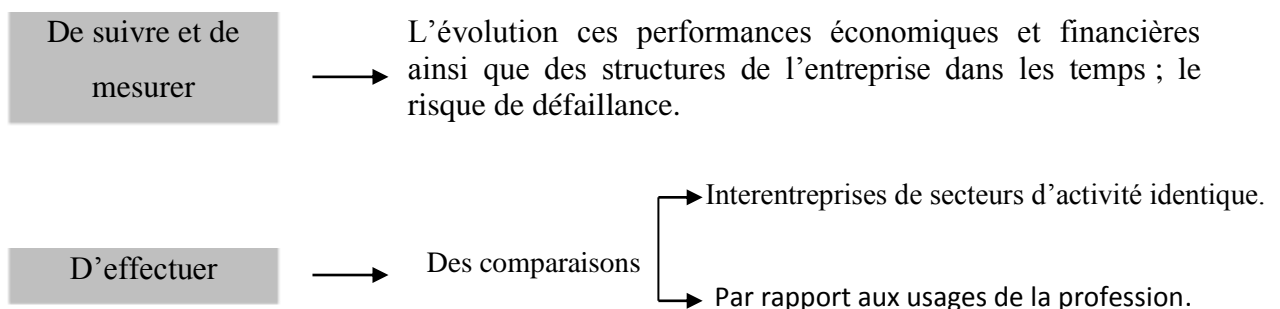 De suivre et de
mesurer
L’évolution ces performances économiques et financières
ainsi que des structures de l’entreprise dans les temps ; le
risque de défaillance.
Interentreprises de secteurs d’activité identique.
D’effectuer
Des comparaisons
Par rapport aux usages de la profession.